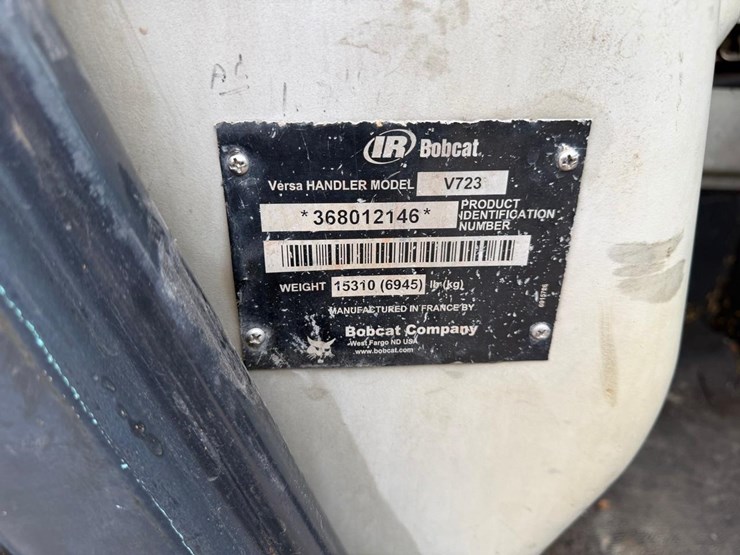 IR Bobcat
Versa HANDLER MODEL V723
*368012146* PRODUCT IDENTIFICATION NUMBER
WEIGHT 15310 (6945) lb (kg)
MANUFACTURED IN FRANCE BY
Bobcat Company
West Fargo ND USA
www.bobcat.com